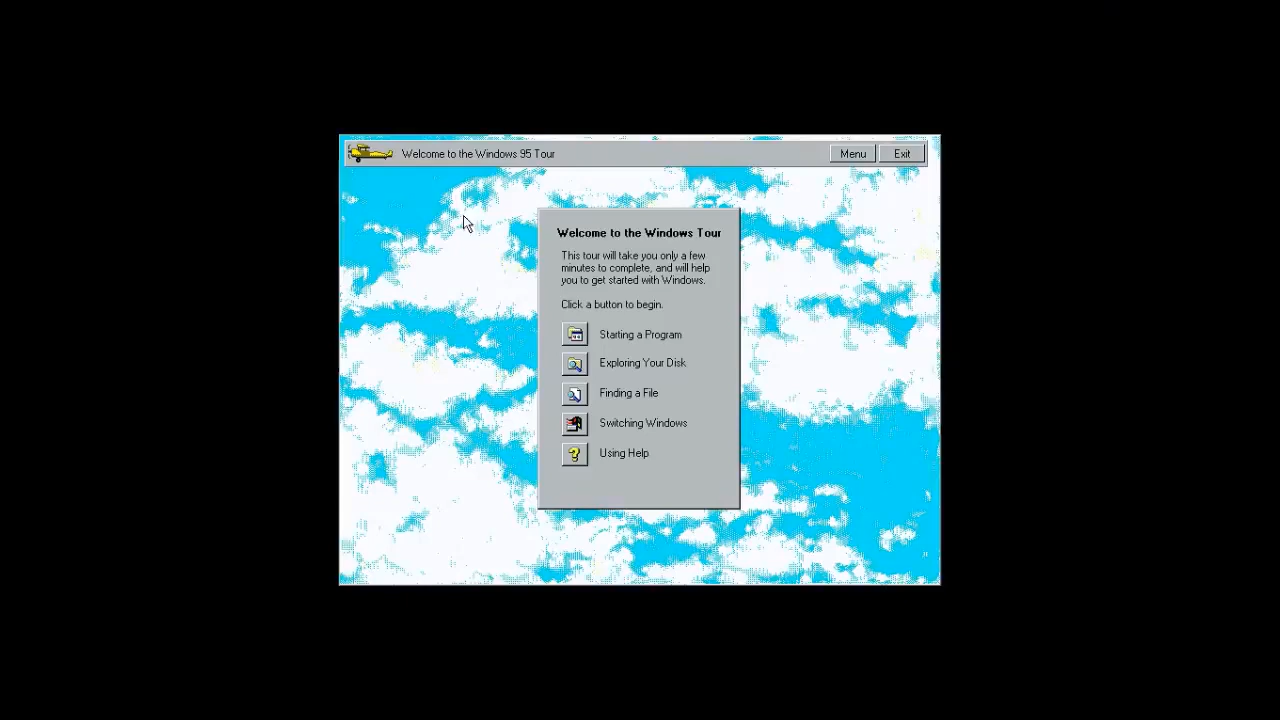 Welcome to the Windows 95 Tour
Menu
Exit
Welcome to the Windows Tour
This tour will take you only a few
minutes to complete, and will help
you to get started with Windows.
Click a button to begin.
Starting a Program
Exploring Your Disk
Finding a File
Switching Windows
? Using Help